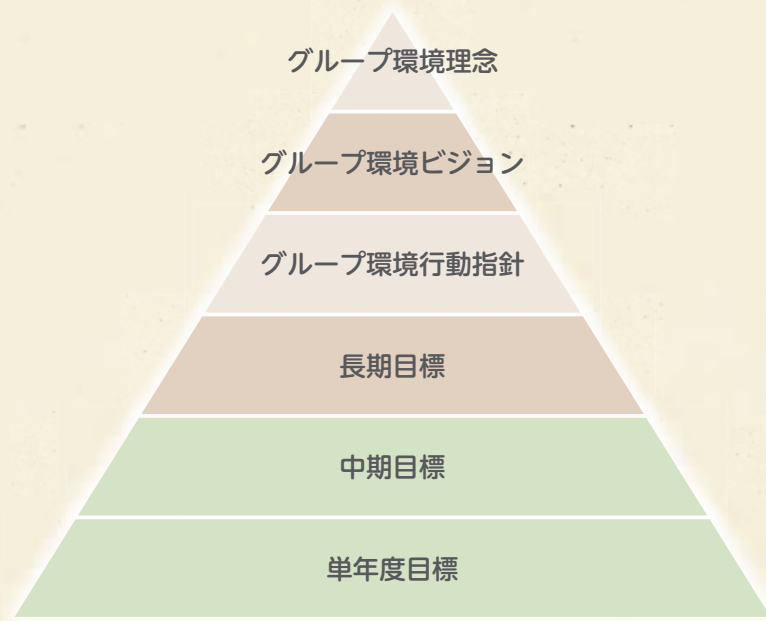 グループ環境理念
グループ環境ビジョン
グループ環境行動指針
長期目標
中期目標
単年度目標